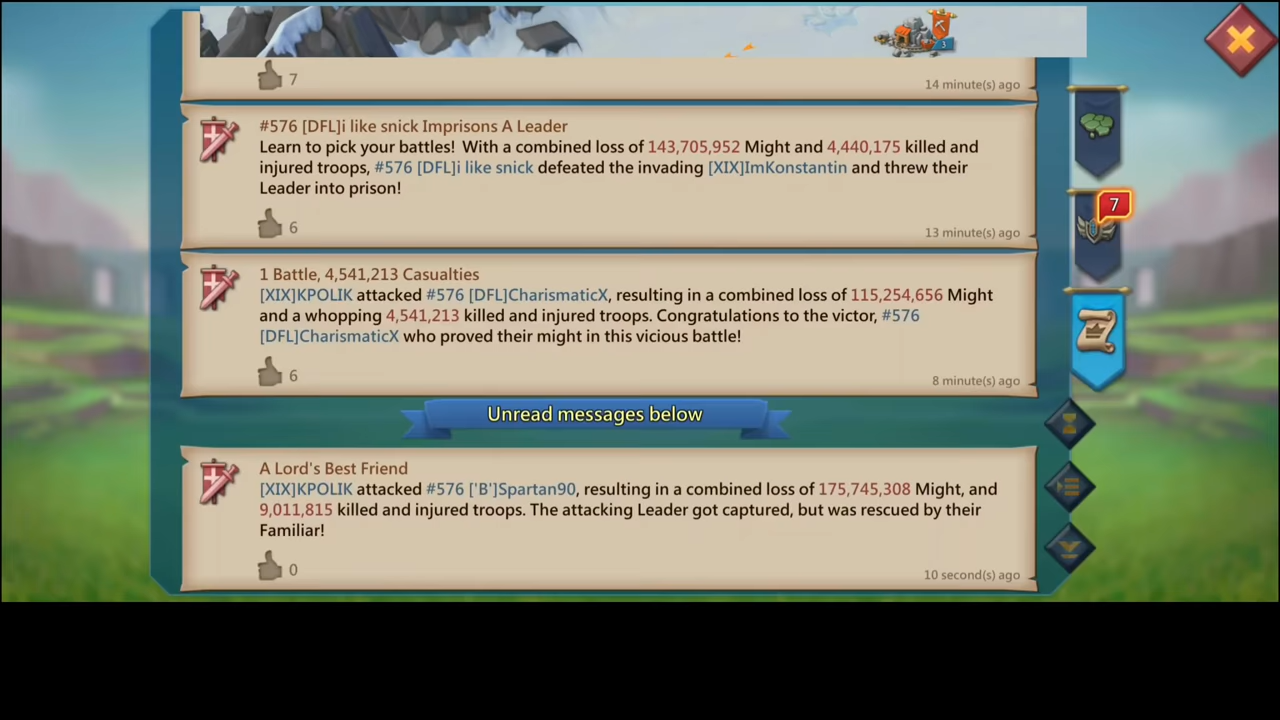 3
7
14 minute(s) ago
#576 [DFL]i like snick Imprisons A Leader
Learn to pick your battles! With a combined loss of 143,705,952 Might and 4,440,175 killed and
injured troops, #576 [DFL]i like snick defeated the invading [XIX]ImKonstantin and threw their
Leader into prison!
7
6
13 minute(s) ago
1 Battle, 4,541,213 Casualties
[XIX]KPOLIK attacked #576 [DFL]CharismaticX, resulting in a combined loss of 115,254,656 Might
and a whopping 4,541,213 killed and injured troops. Congratulations to the victor, #576
[DFL]CharismaticX who proved their might in this vicious battle!
6
8 minute(s) ago
Unread messages below
A Lord's Best Friend
[XIX]KPOLIK attacked #576 ['B']Spartan90, resulting in a combined loss of 175,745,308 Might, and
9,011,815 killed and injured troops. The attacking Leader got captured, but was rescued by their
Familiar!
0
10 second(s) ago